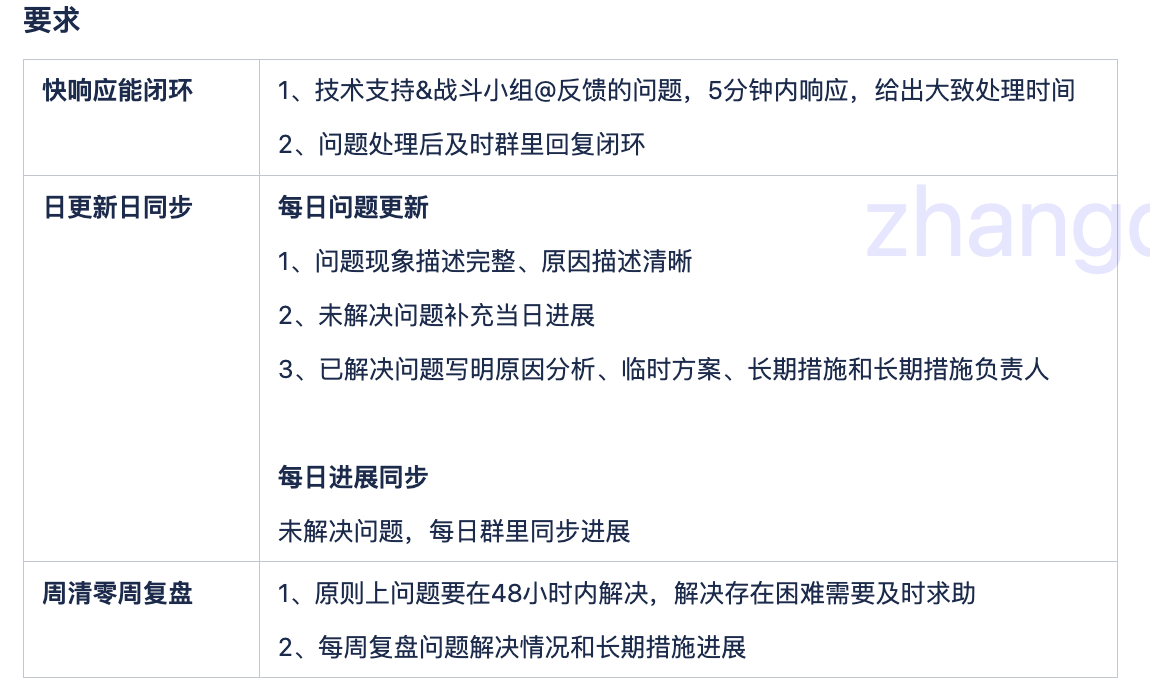 要求
快响应能闭环
1、技术支持&战斗小组@反馈的问题，5分钟内响应，给出大致处理时间
2、问题处理后及时群里回复闭环
日更新日同步
每日问题更新
1、问题现象描述完整、原因描述清晰
2、未解决问题补充当日进展
3、已解决问题写明原因分析、临时方案、长期措施和长期措施负责人
每日进展同步
未解决问题，每日群里同步进展
周清零周复盘
1、原则上问题要在48小时内解决，解决存在困难需要及时求助
2、每周复盘问题解决情况和长期措施进展